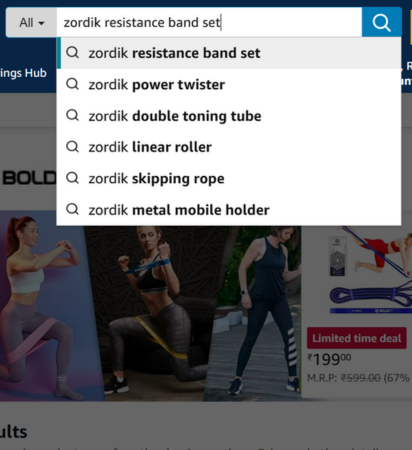 All
zordik resistance band set
zordik resistance band set
ings Hub
zordik power twister
zordik double toning tube
zordik linear roller
BOLD
zordik skipping rope
zordik metal mobile holder
Limited time deal
₹199⁰⁰
M.R.P: ₹599.00 (67%
ults